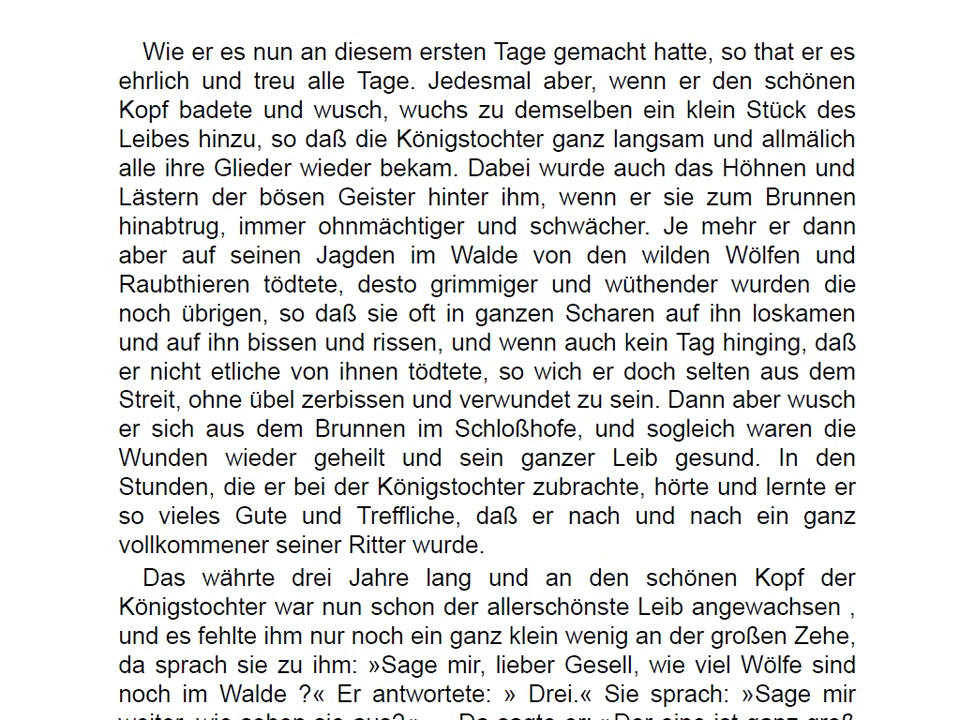 Wie er es nun an diesem ersten Tage gemacht hatte, so that er es
ehrlich und treu alle Tage. Jedesmal aber, wenn er den schönen
Kopf badete und wusch, wuchs zu demselben ein klein Stück des
Leibes hinzu, so daß die Königstochter ganz langsam und allmälich
alle ihre Glieder wieder bekam. Dabei wurde auch das Höhnen und
Lästern der bösen Geister hinter ihm, wenn er sie zum Brunnen
hinabtrug, immer ohnmächtiger und schwächer. Je mehr er dann
aber auf seinen Jagden im Walde von den wilden Wölfen und
Raubthieren tödtete, desto grimmiger und wüthender wurden die
noch übrigen, so daß sie oft in ganzen Scharen auf ihn loskamen
und auf ihn bissen und rissen, und wenn auch kein Tag hinging, daß
er nicht etliche von ihnen tödtete, so wich er doch selten aus dem
Streit, ohne übel zerbissen und verwundet zu sein. Dann aber wusch
er sich aus dem Brunnen im Schloßhofe, und sogleich waren die
Wunden wieder geheilt und sein ganzer Leib gesund. In den
Stunden, die er bei der Königstochter zubrachte, hörte und lernte er
so vieles Gute und Treffliche, daß er nach und nach ein ganz
vollkommener seiner Ritter wurde.
Das währte drei Jahre lang und an den schönen Kopf der
Königstochter war nun schon der allerschönste Leib angewachsen ,
und es fehlte ihm nur noch ein ganz klein wenig an der großen Zehe,
da sprach sie zu ihm: »Sage mir, lieber Gesell, wie viel Wölfe sind
noch im Walde ?« Er antwortete: » Drei.« Sie sprach: »Sage mir
weiter, wie sehen sie aus?« Da sagte er: »Der eine ist ganz groß